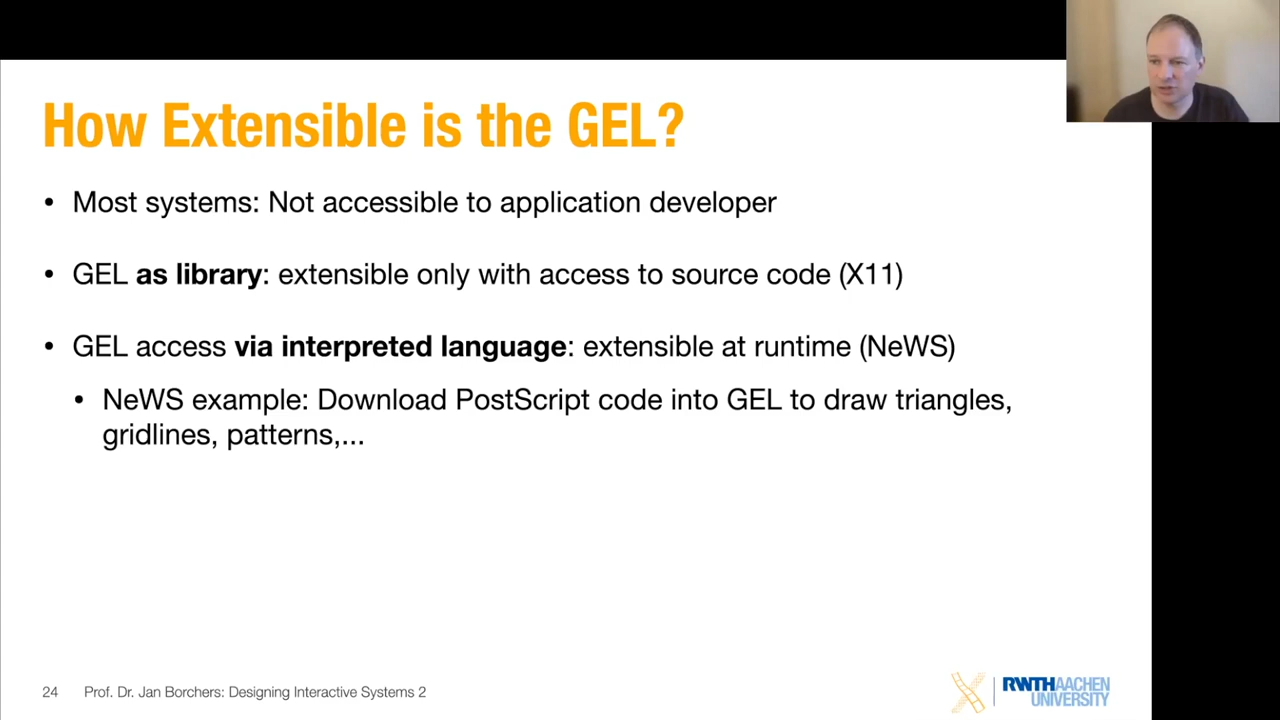 How Extensible is the GEL?
• Most systems: Not accessible to application developer
• GEL as library: extensible only with access to source code (X11)
• GEL access via interpreted language: extensible at runtime (NeWS)
• NeWS example: Download PostScript code into GEL to draw triangles,
gridlines, patterns,...
24 Prof. Dr. Jan Borchers: Designing Interactive Systems 2
RWTHAACHEN
UNIVERSITY